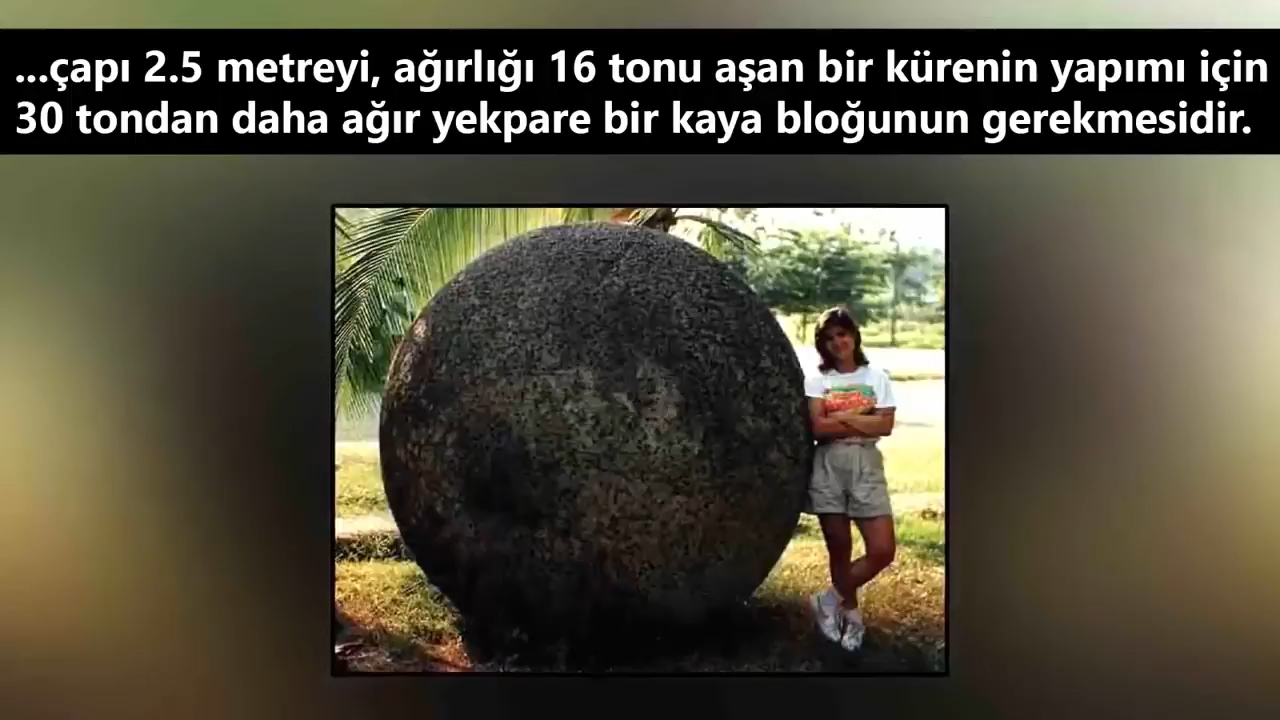 ...çapı 2.5 metreyi, ağırlığı 16 tonu aşan bir kürenin yapımı için
30 tondan daha ağır yekpare bir kaya bloğunun gerekmesidir.